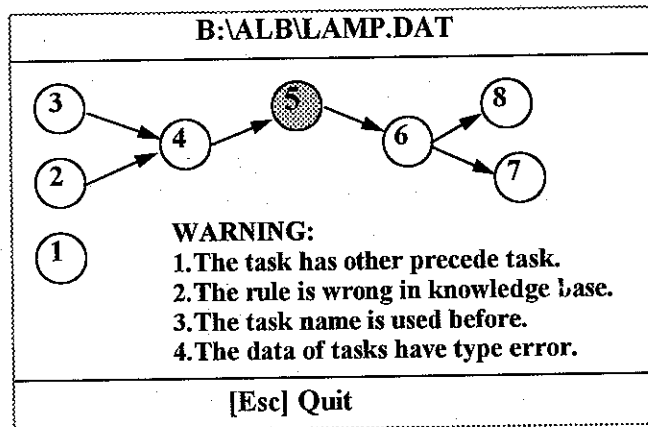 B:\ALB\LAMP.DAT
3
5
8
4
6
2
7
1
WARNING:
1.The task has other precede task.
2.The rule is wrong in knowledge base.
3.The task name is used before.
4.The data of tasks have type error.
[Esc] Quit